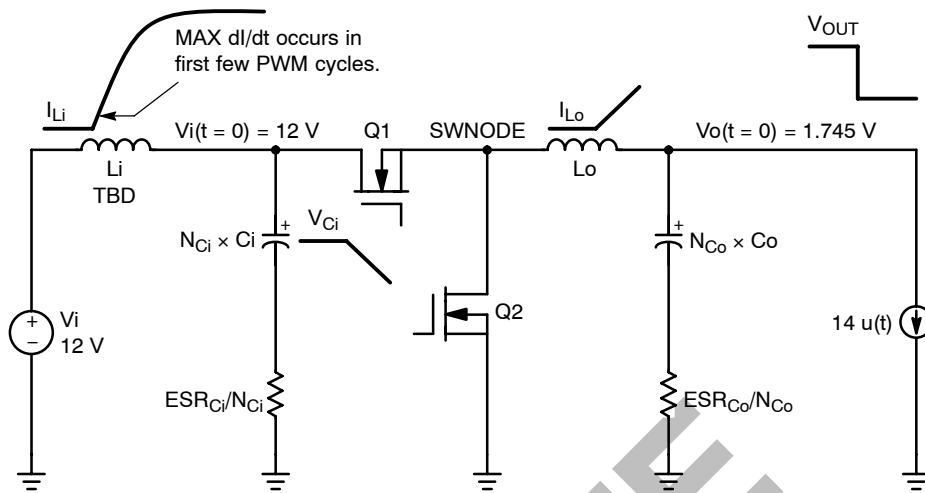 MAX dI/dt occurs in
first few PWM cycles.
V_OUT
I_Li
Vi(t = 0) = 12 V
Q1
SWNODE
I_Lo
Vo(t = 0) = 1.745 V
Li
TBD
Lo
V_Ci
N_Ci × Ci
+
N_Co × Co
+
Q2
+
−
Vi
12 V
14 u(t)
ESR_Ci/N_Ci
ESR_Co/N_Co